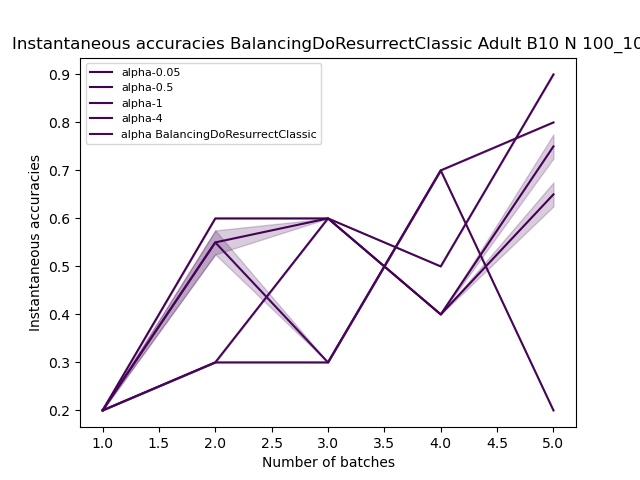 Instantaneous accuracies BalancingDoResurrectClassic Adult B10 N 100_10
0.9
0.8
0.7
0.6
0.5
0.4
0.3
0.2
Instantaneous accuracies
alpha-0.05
alpha-0.5
alpha-1
alpha-4
alpha BalancingDoResurrectClassic
1.0 1.5 2.0 2.5 3.0 3.5 4.0 4.5 5.0
Number of batches